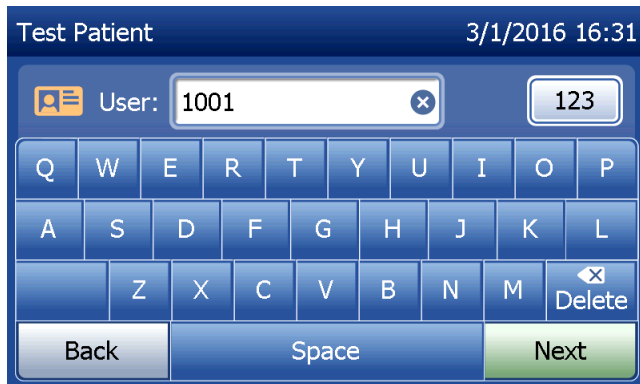 Test Patient 3/1/2016 16:31
User: 1001 123
Q W E R T Y U I O P
A S D F G H J K L
Z X C V B N M Delete
Back Space Next